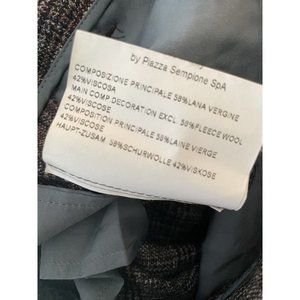 by Piazza Sempione SpA
COMPOSIZIONE PRINCIPALE 58%LANA VERGINE
42%VISCOSA
MAIN COMP DECORATION EXCL. 58%FLEECE WOOL
42%VISCOSE
COMPOSITION PRINCIPALE 58%LAINE VIERGE
42%VISCOSE
HAUPT-ZUSAM. 58%SCHURWOLLE 42%VISKOSE